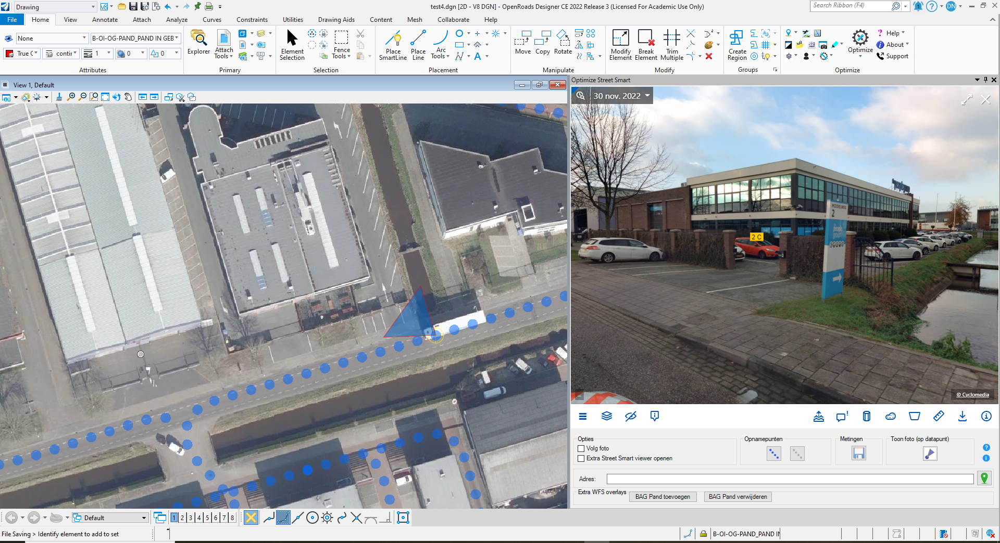 Drawing
test4.dgn [2D - V8 DGN] - OpenRoads Designer CE 2022 Release 3 (Licensed For Academic Use Only)
Search Ribbon (F4)
1
DN
File
Home
View
Annotate
Attach
Analyze
Curves
Constraints
Utilities
Drawing Aids
Content
Mesh
Collaborate
Help
None
B-OI-OG-PAND_PAND IN GEB
True C
contir
1
0
0
Attributes
Explorer
Attach
Tools
Primary
Element
Selection
Fence
Tools
Selection
Place
SmartLine
Place
Line
Arc
Tools
Placement
Move
Copy
Rotate
Manipulate
Modify
Element
Break
Element
Trim
Multiple
Modify
Create
Region
Groups
Optimize
Help
About
Support
Optimize
View 1, Default
Optimize Street Smart
30 nov. 2022
MIDDELWEG
2
people
group
2 C
© Cyclomedia
Opties
Volg foto
Extra Street Smart viewer openen
Opnamepunten
Metingen
Toon foto (op datapunt)
Adres:
Extra WFS overlays
BAG Pand toevoegen
BAG Pand verwijderen
Default
1 2 3 4 5 6 7 8
File Saving > Identify element to add to set
B-OI-OG-PAND_PAND IN